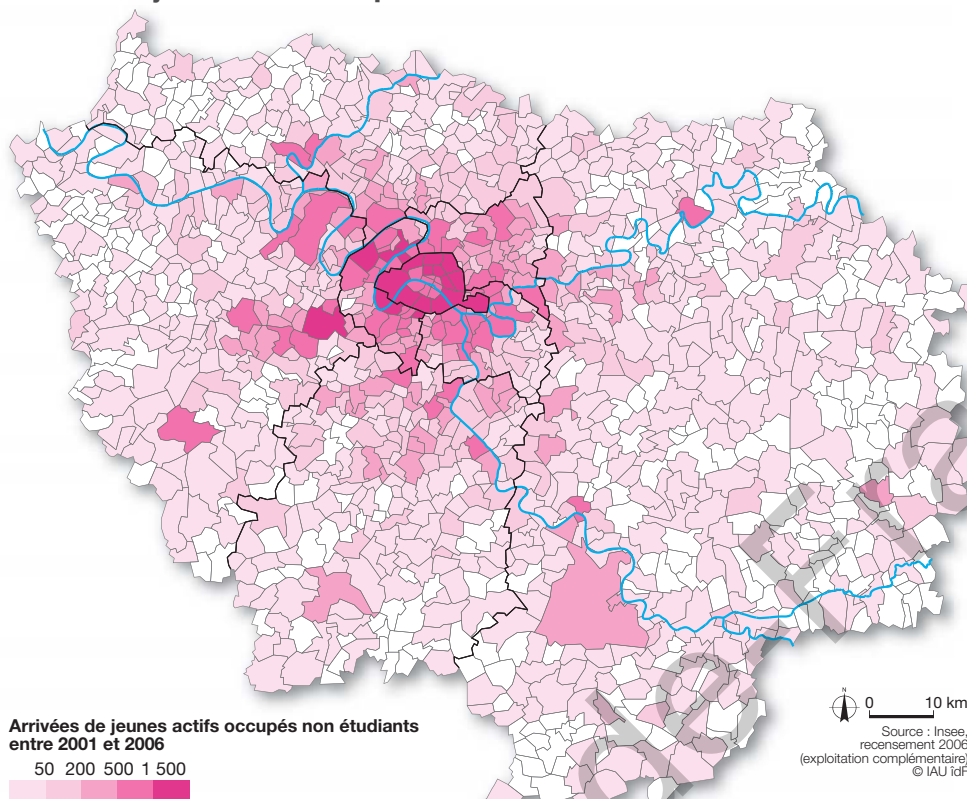 Arrivées de jeunes actifs occupés non étudiants
entre 2001 et 2006
50 200 500 1 500
N
0 10 km
Source : Insee,
recensement 2006
(exploitation complémentaire)
© IAU îdF